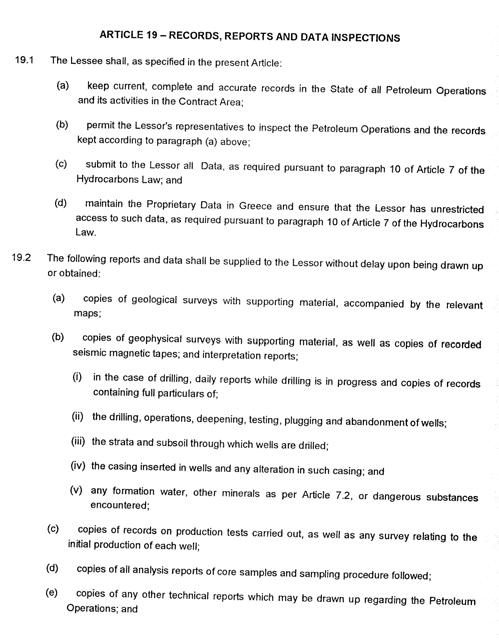 ARTICLE 19 – RECORDS, REPORTS AND DATA INSPECTIONS
19.1 The Lessee shall, as specified in the present Article:
(a) keep current, complete and accurate records in the State of all Petroleum Operations
and its activities in the Contract Area;
(b) permit the Lessor's representatives to inspect the Petroleum Operations and the records
kept according to paragraph (a) above;
(c) submit to the Lessor all Data, as required pursuant to paragraph 10 of Article 7 of the
Hydrocarbons Law; and
(d) maintain the Proprietary Data in Greece and ensure that the Lessor has unrestricted
access to such data, as required pursuant to paragraph 10 of Article 7 of the Hydrocarbons
Law.
19.2 The following reports and data shall be supplied to the Lessor without delay upon being drawn up
or obtained:
(a) copies of geological surveys with supporting material, accompanied by the relevant
maps;
(b) copies of geophysical surveys with supporting material, as well as copies of recorded
seismic magnetic tapes; and interpretation reports;
(i) in the case of drilling, daily reports while drilling is in progress and copies of records
containing full particulars of;
(ii) the drilling, operations, deepening, testing, plugging and abandonment of wells;
(iii) the strata and subsoil through which wells are drilled;
(iv) the casing inserted in wells and any alteration in such casing; and
(v) any formation water, other minerals as per Article 7.2, or dangerous substances
encountered;
(c) copies of records on production tests carried out, as well as any survey relating to the
initial production of each well;
(d) copies of all analysis reports of core samples and sampling procedure followed;
(e) copies of any other technical reports which may be drawn up regarding the Petroleum
Operations; and